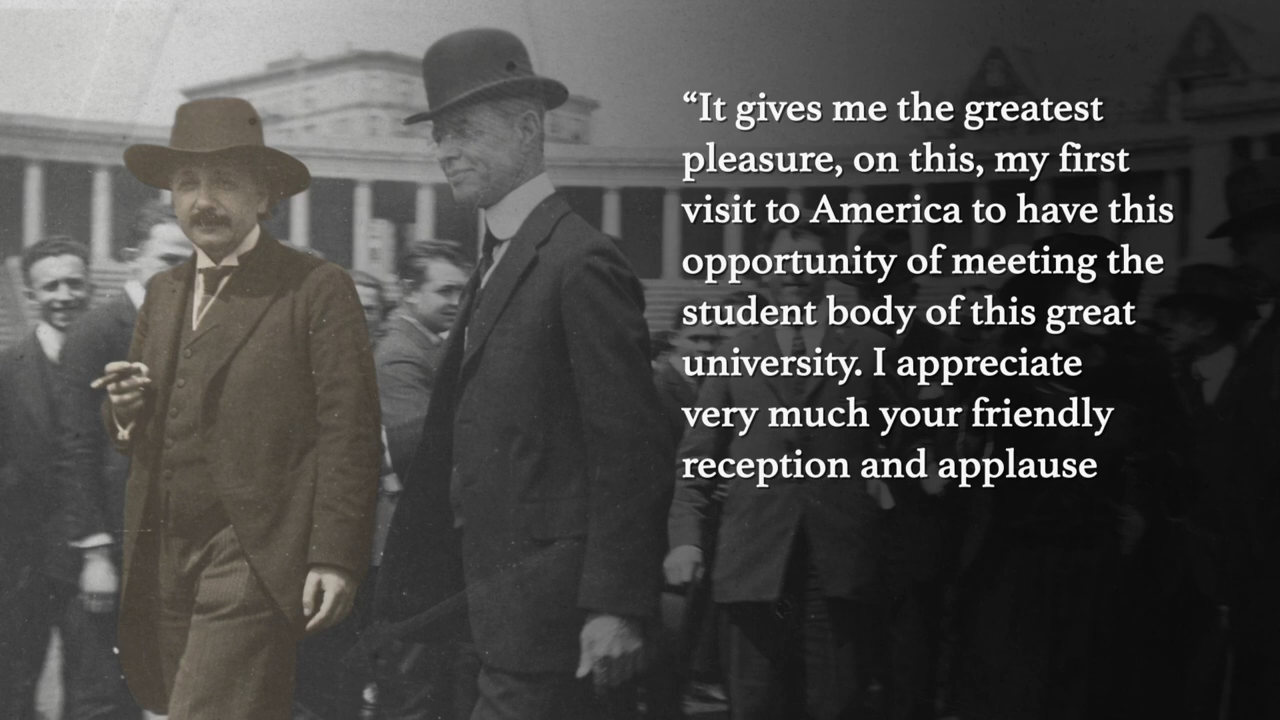 “It gives me the greatest
pleasure, on this, my first
visit to America to have this
opportunity of meeting the
student body of this great
university. I appreciate
very much your friendly
reception and applause